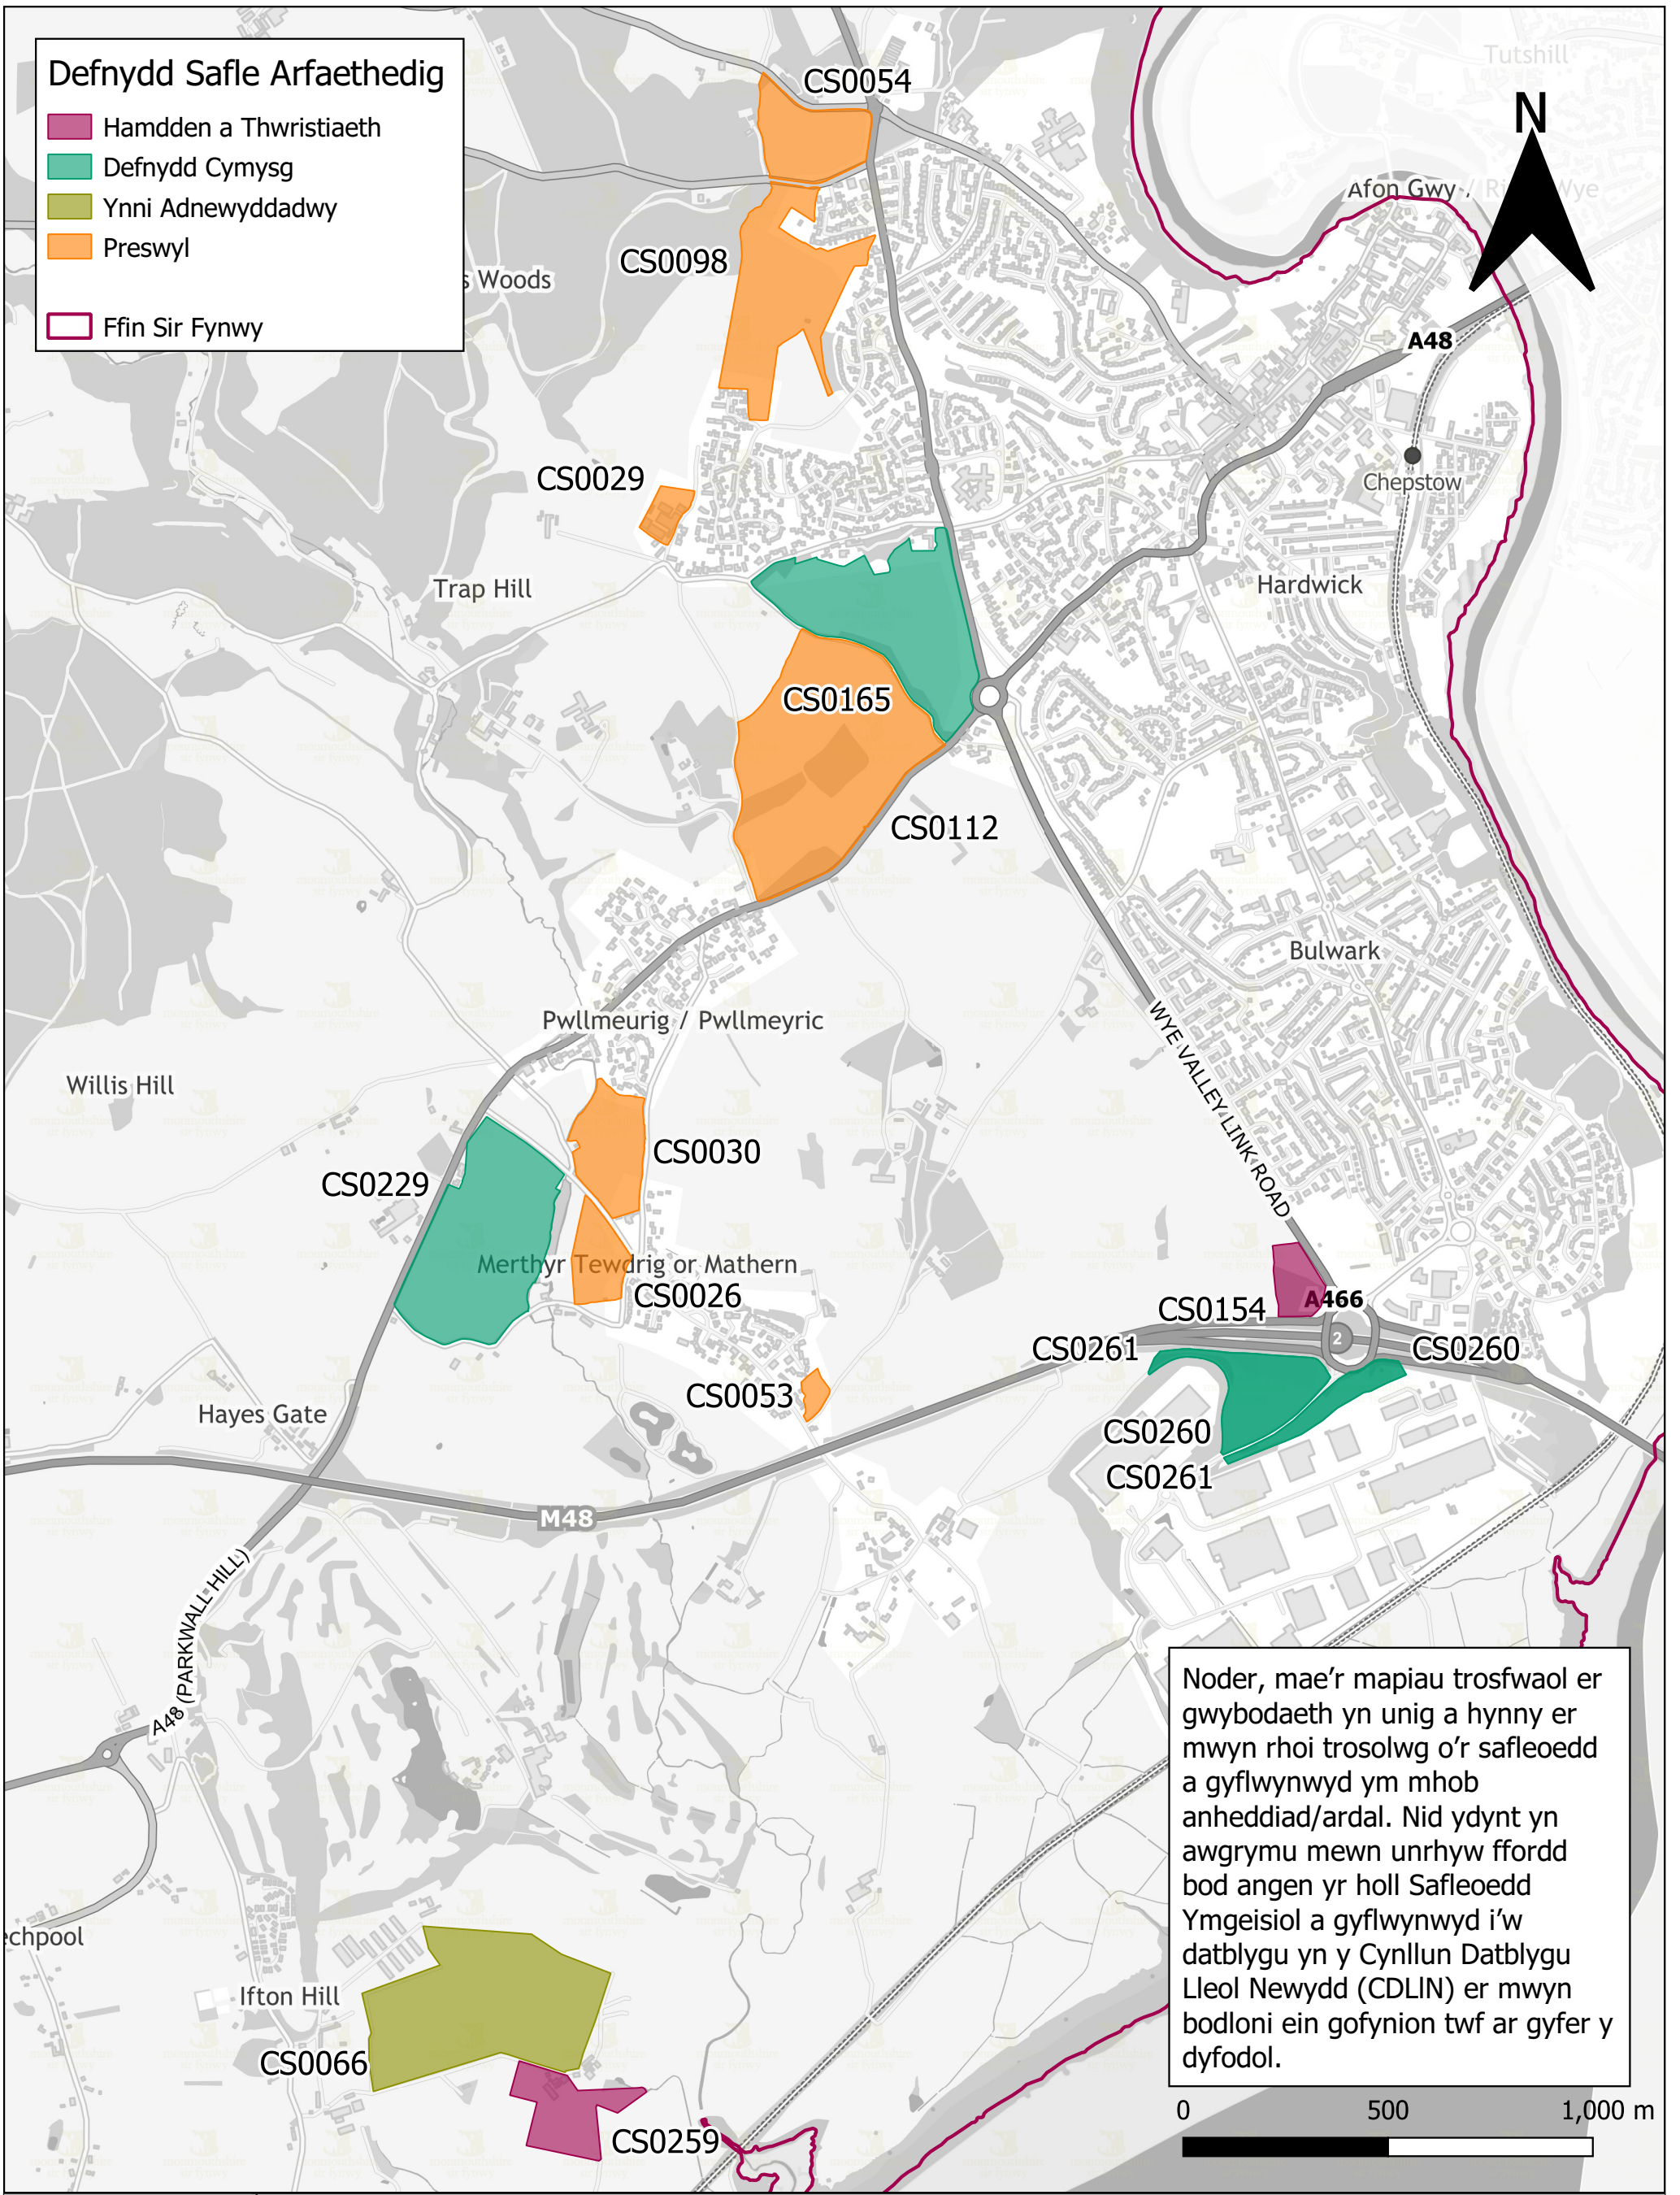 Defnydd Safle Arfaethedig
Hamdden a Thwristiaeth
Defnydd Cymysg
Ynni Adnewyddadwy
Preswyl
Ffin Sir Fynwy
CS0054
Tutshill
N
Afon Gwy / River Wye
CS0098
s Woods
A48
CS0029
Chepstow
Trap Hill
Hardwick
CS0165
CS0112
Bulwark
Pwllmeurig / Pwllmeyric
WYE VALLEY LINK ROAD
Willis Hill
CS0030
CS0229
Merthyr Tewdrig or Mathern
CS0026
CS0154
A466
2
CS0261
CS0260
CS0053
Hayes Gate
CS0260
CS0261
M48
A48 (PARKWALL HILL)
echpool
Ifton Hill
CS0066
CS0259
Noder, mae'r mapiau trosfwaol er
gwybodaeth yn unig a hynny er
mwyn rhoi trosolwg o'r safleoedd
a gyflwynwyd ym mhob
anheddiad/ardal. Nid ydynt yn
awgrymu mewn unrhyw ffordd
bod angen yr holl Safleoedd
Ymgeisiol a gyflwynwyd i'w
datblygu yn y Cynllun Datblygu
Lleol Newydd (CDLlN) er mwyn
bodloni ein gofynion twf ar gyfer y
dyfodol.
0 500 1,000 m